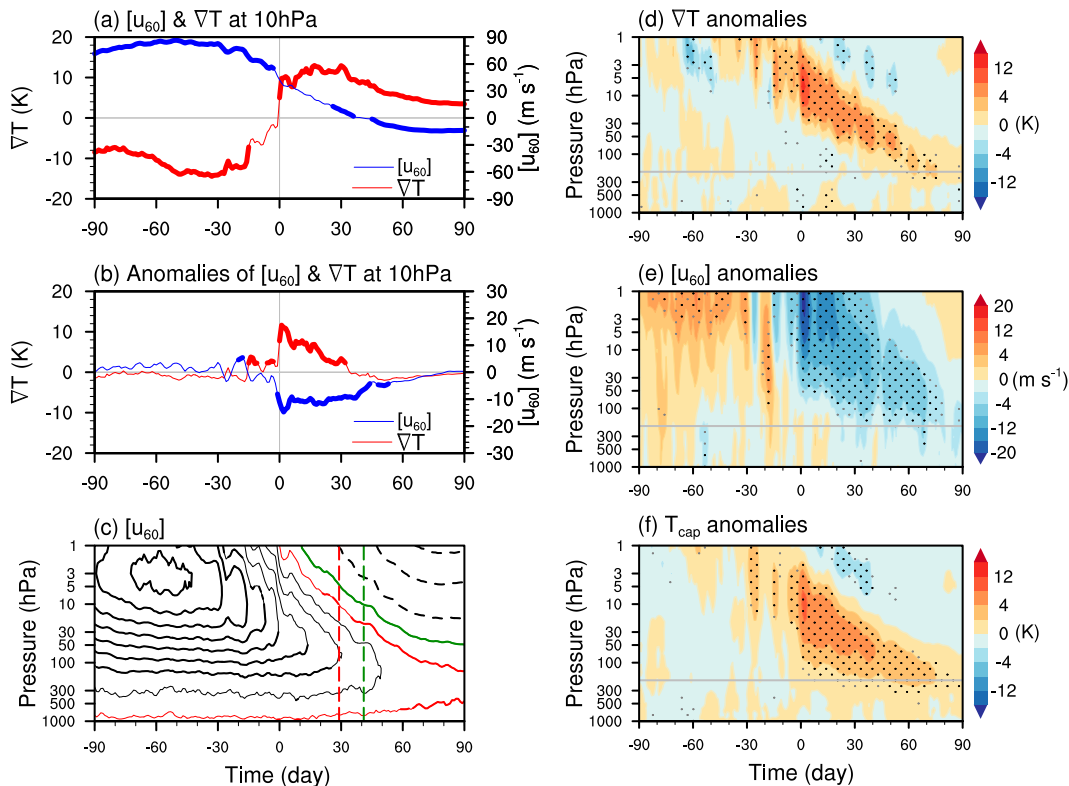 (a) [u60] & ∇T at 10hPa
20
10
0
-10
-20
∇T (K)
90
60
30
0
-30
-60
-90
[u60] (m s-1)
[u60]
∇T
-90 -60 -30 0 30 60 90
(b) Anomalies of [u60] & ∇T at 10hPa
20
10
0
-10
-20
∇T (K)
30
20
10
0
-10
-20
-30
[u60] (m s-1)
[u60]
∇T
-90 -60 -30 0 30 60 90
(c) [u60]
1
3
5
10
30
50
100
300
500
1000
Pressure (hPa)
-90 -60 -30 0 30 60 90
Time (day)
(d) ∇T anomalies
1
3
5
10
30
50
100
300
500
1000
Pressure (hPa)
-90 -60 -30 0 30 60 90
12
8
4
0 (K)
-4
-8
-12
(e) [u60] anomalies
1
3
5
10
30
50
100
300
500
1000
Pressure (hPa)
-90 -60 -30 0 30 60 90
20
12
8
4
0 (m s-1)
-4
-8
-12
-20
(f) Tcap anomalies
1
3
5
10
30
50
100
300
500
1000
Pressure (hPa)
-90 -60 -30 0 30 60 90
Time (day)
12
8
4
0 (K)
-4
-8
-12